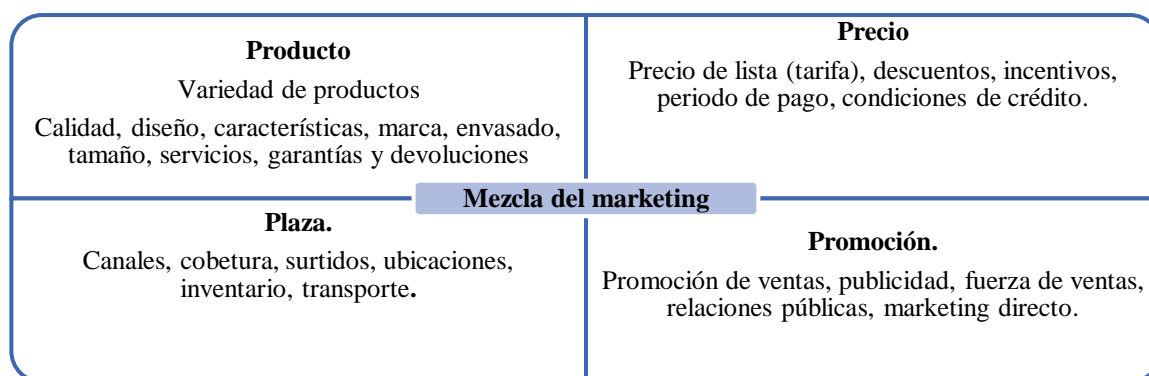 Producto
Variedad de productos
Calidad, diseño, características, marca, envasado,
tamaño, servicios, garantías y devoluciones
Precio
Precio de lista (tarifa), descuentos, incentivos,
periodo de pago, condiciones de crédito.
Mezcla del marketing
Plaza.
Canales, cobetura, surtidos, ubicaciones,
inventario, transporte.
Promoción.
Promoción de ventas, publicidad, fuerza de ventas,
relaciones públicas, marketing directo.